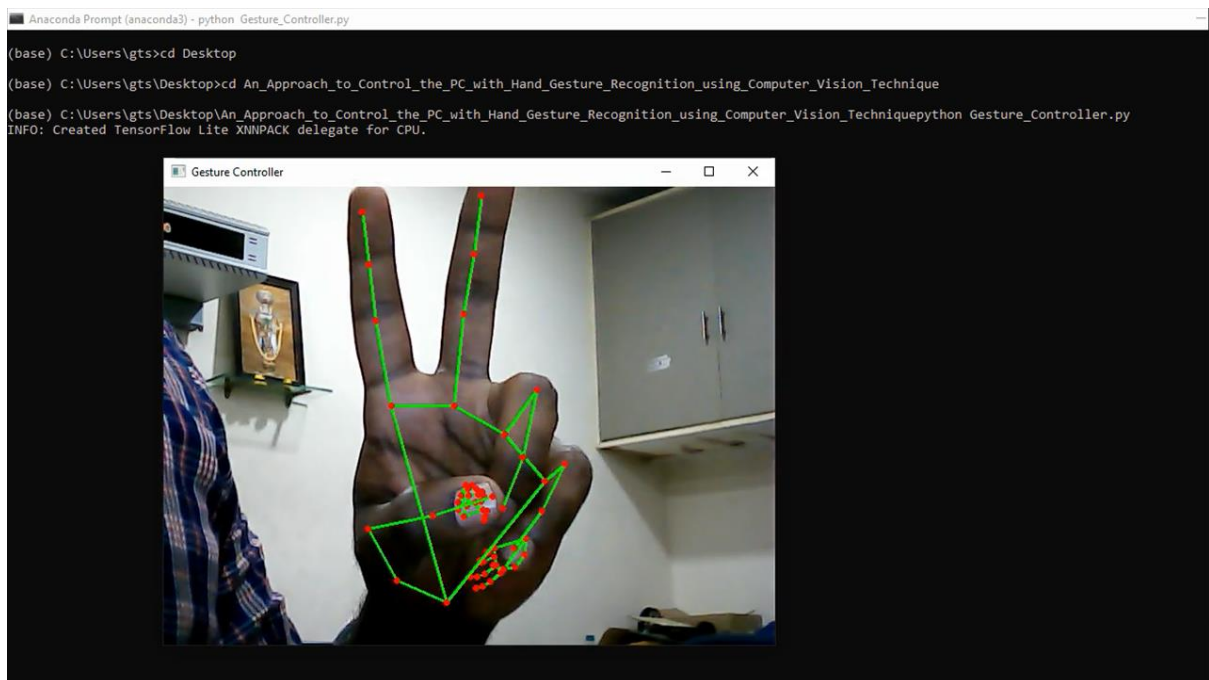 Anaconda Prompt (anaconda3) - python  Gesture_Controller.py
(base) C:\Users\gts>cd Desktop
(base) C:\Users\gts\Desktop>cd An_Approach_to_Control_the_PC_with_Hand_Gesture_Recognition_using_Computer_Vision_Technique
(base) C:\Users\gts\Desktop\An_Approach_to_Control_the_PC_with_Hand_Gesture_Recognition_using_Computer_Vision_Techniquepython Gesture_Controller.py
INFO: Created TensorFlow Lite XNNPACK delegate for CPU.
Gesture Controller